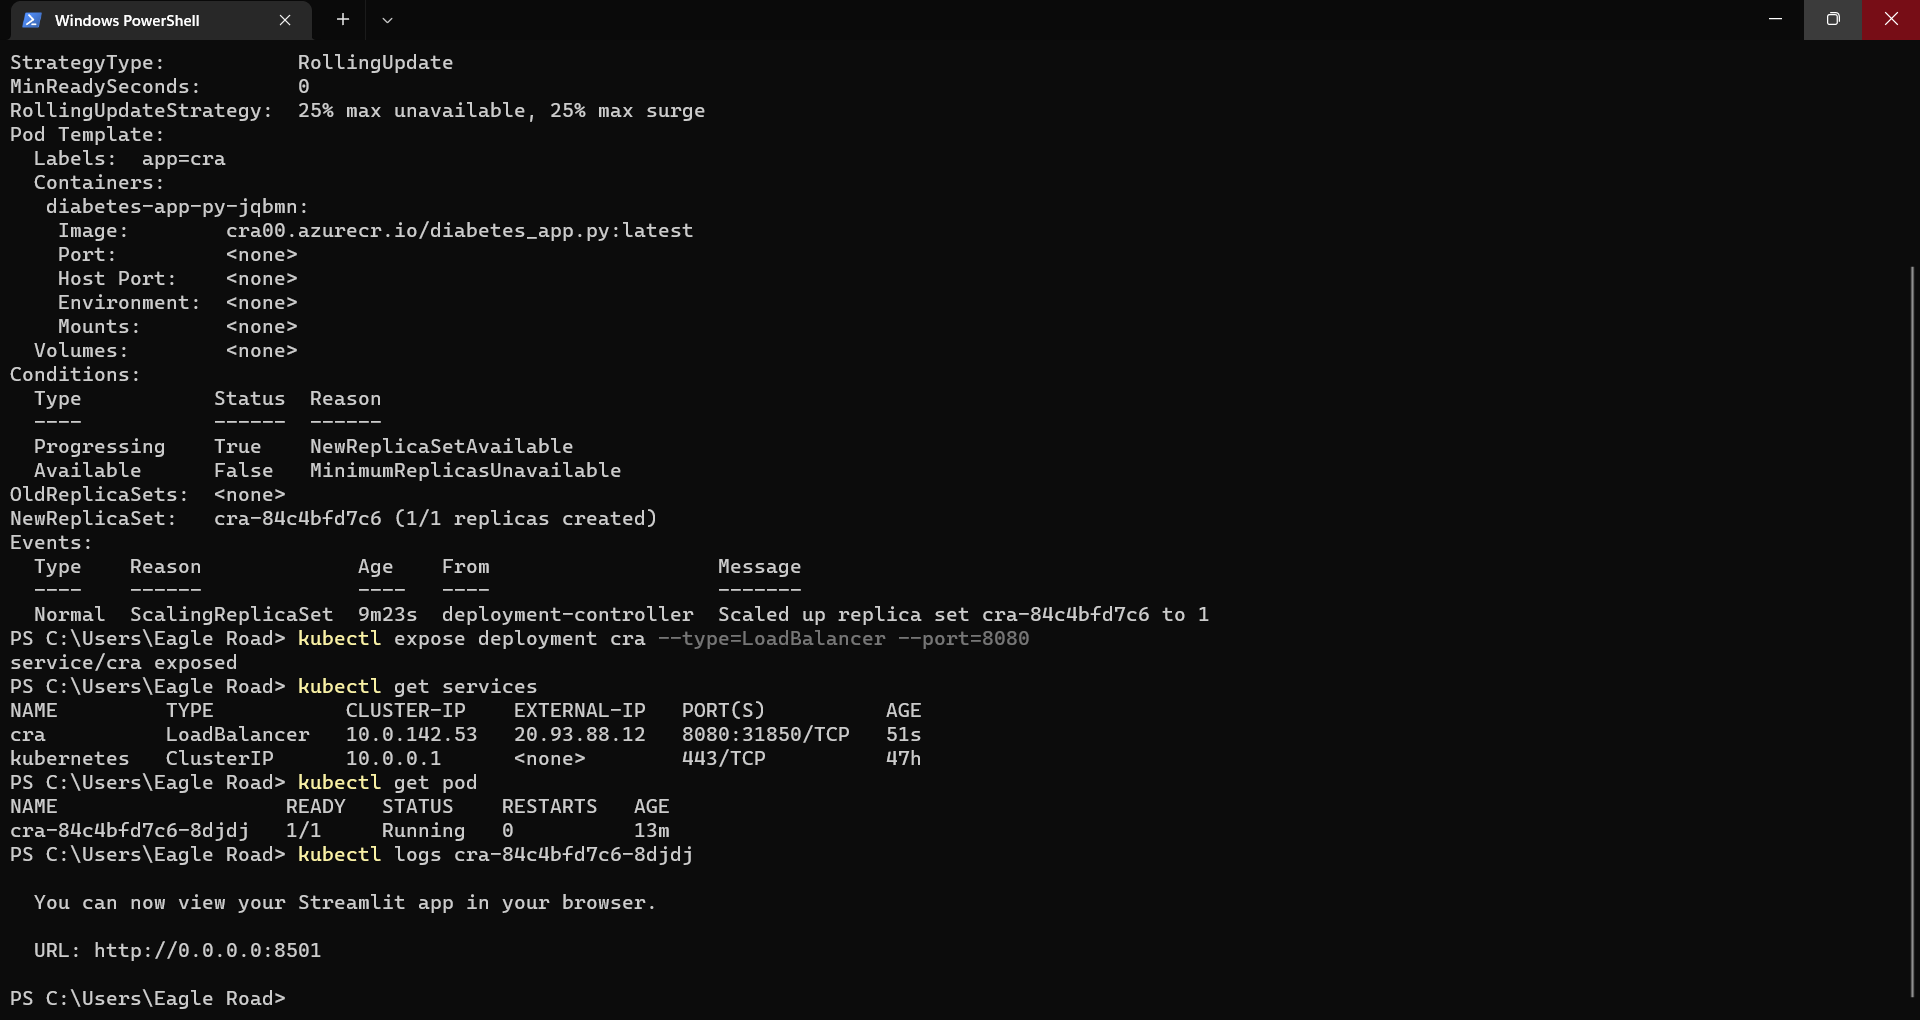 Windows PowerShell
StrategyType:           RollingUpdate
MinReadySeconds:        0
RollingUpdateStrategy:  25% max unavailable, 25% max surge
Pod Template:
  Labels:  app=cra
  Containers:
   diabetes-app-py-jqbmn:
    Image:        cra00.azurecr.io/diabetes_app.py:latest
    Port:         <none>
    Host Port:    <none>
    Environment:  <none>
    Mounts:       <none>
  Volumes:        <none>
Conditions:
  Type           Status  Reason
  ----           ------  ------
  Progressing    True    NewReplicaSetAvailable
  Available      False   MinimumReplicasUnavailable
OldReplicaSets:  <none>
NewReplicaSet:   cra-84c4bfd7c6 (1/1 replicas created)
Events:
  Type    Reason             Age    From                   Message
  ----    ------             ----   ----                   -------
  Normal  ScalingReplicaSet  9m23s  deployment-controller  Scaled up replica set cra-84c4bfd7c6 to 1
PS C:\Users\Eagle Road> kubectl expose deployment cra --type=LoadBalancer --port=8080
service/cra exposed
PS C:\Users\Eagle Road> kubectl get services
NAME         TYPE           CLUSTER-IP    EXTERNAL-IP   PORT(S)          AGE
cra          LoadBalancer   10.0.142.53   20.93.88.12   8080:31850/TCP   51s
kubernetes   ClusterIP      10.0.0.1      <none>        443/TCP          47h
PS C:\Users\Eagle Road> kubectl get pod
NAME                   READY   STATUS    RESTARTS   AGE
cra-84c4bfd7c6-8djdj   1/1     Running   0          13m
PS C:\Users\Eagle Road> kubectl logs cra-84c4bfd7c6-8djdj
  You can now view your Streamlit app in your browser.
  URL: http://0.0.0.0:8501
PS C:\Users\Eagle Road>